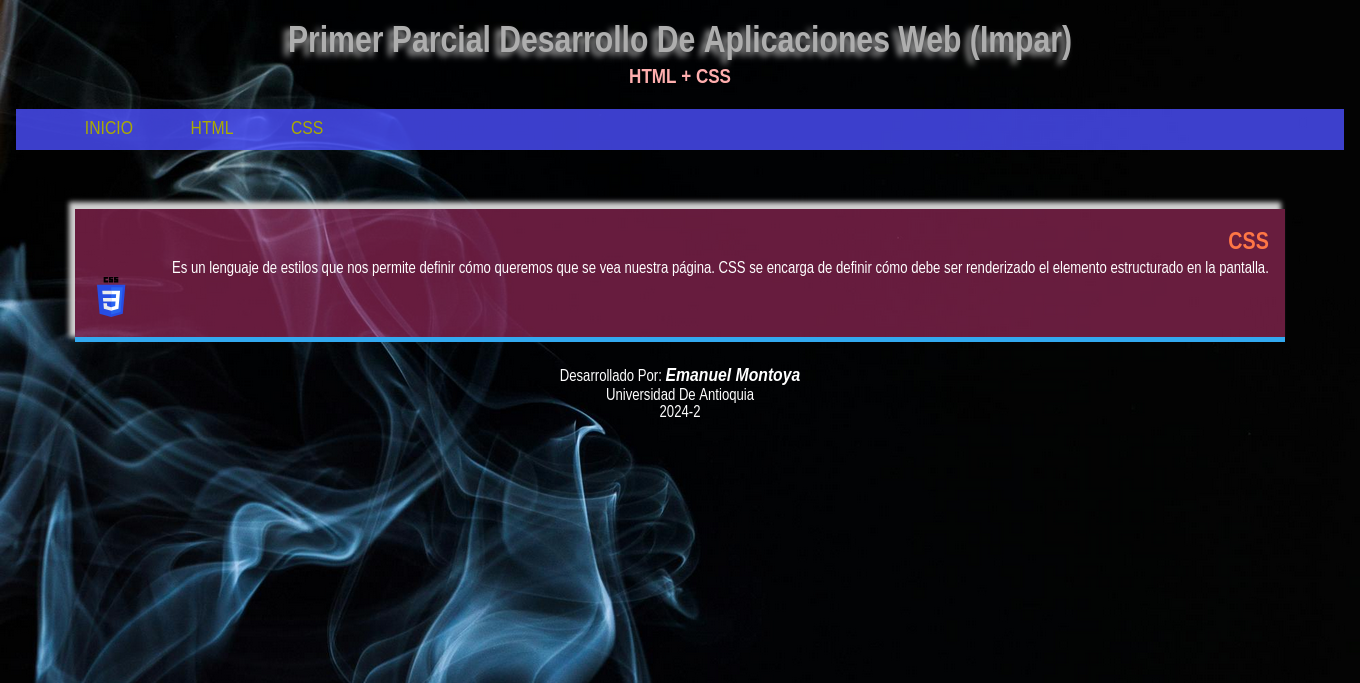 Primer Parcial Desarrollo De Aplicaciones Web (Impar)
HTML + CSS
INICIO HTML CSS
CSS
Es un lenguaje de estilos que nos permite definir cómo queremos que se vea nuestra página. CSS se encarga de definir cómo debe ser renderizado el elemento estructurado en la pantalla.
CSS
3
Desarrollado Por: Emanuel Montoya
Universidad De Antioquia
2024-2